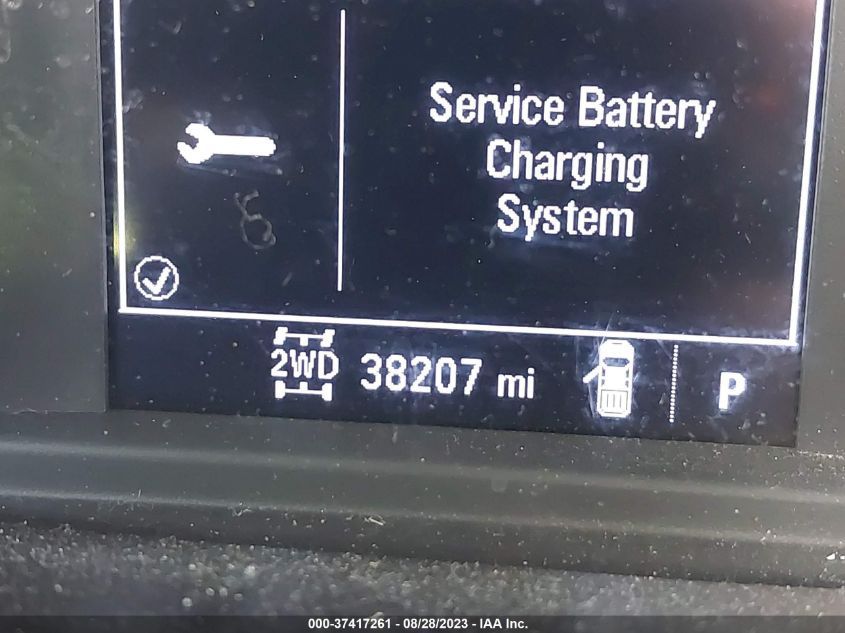 Service Battery
Charging
System
2WD 38207 mi P
000-37417261 - 08/28/2023 - IAA Inc.